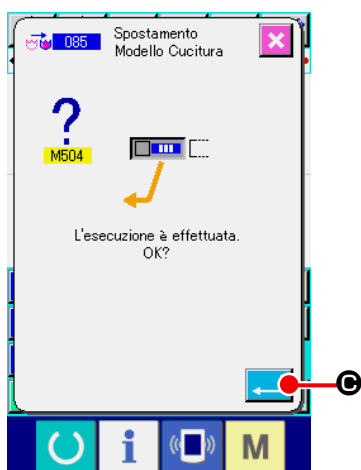 085
Spostamento
Modello Cucitura
?
M504
L'esecuzione è effettuata.
OK?
C
i
M